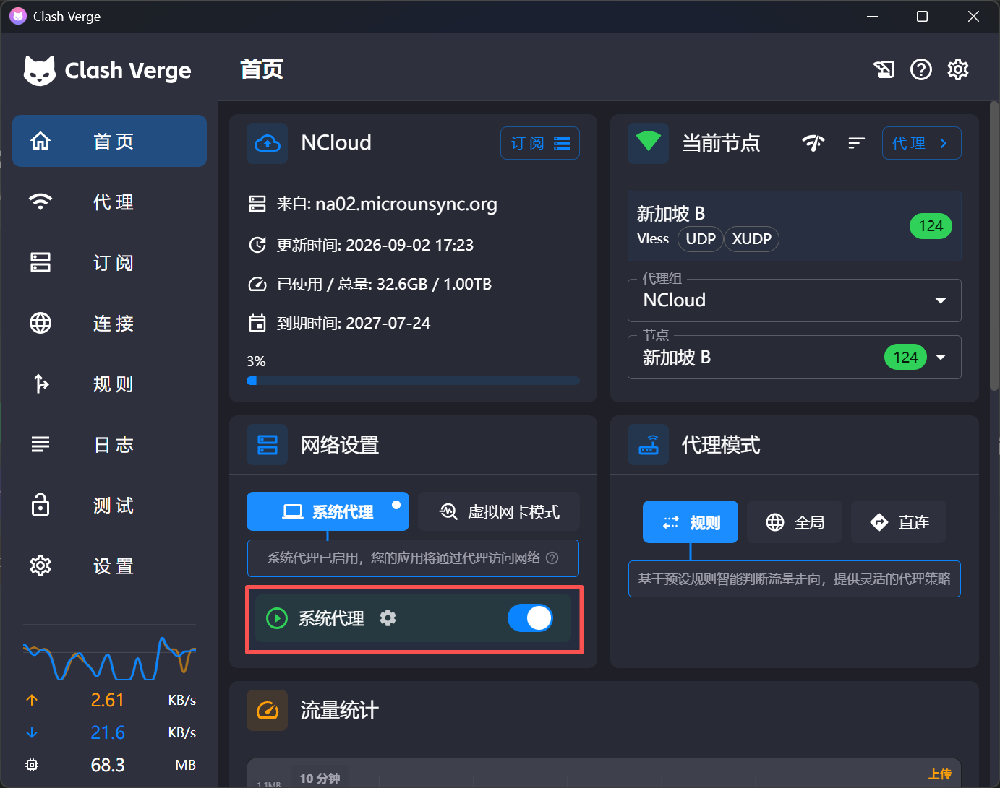 Clash Verge
Clash Verge
首页
首页
代理
订阅
连接
规则
日志
测试
设置
2.61 KB/s
21.6 KB/s
68.3 MB
NCloud
订阅
来自: na02.microunsync.org
更新时间: 2026-09-02 17:23
已使用 / 总量: 32.6GB / 1.00TB
到期时间: 2027-07-24
3%
当前节点
代理
新加坡 B
Vless UDP XUDP
124
代理组
NCloud
节点
新加坡 B
124
网络设置
系统代理
虚拟网卡模式
系统代理已启用，您的应用将通过代理访问网络
系统代理
代理模式
规则
全局
直连
基于预设规则智能判断流量走向，提供灵活的代理策略
流量统计
1.1MB
10 分钟
上传